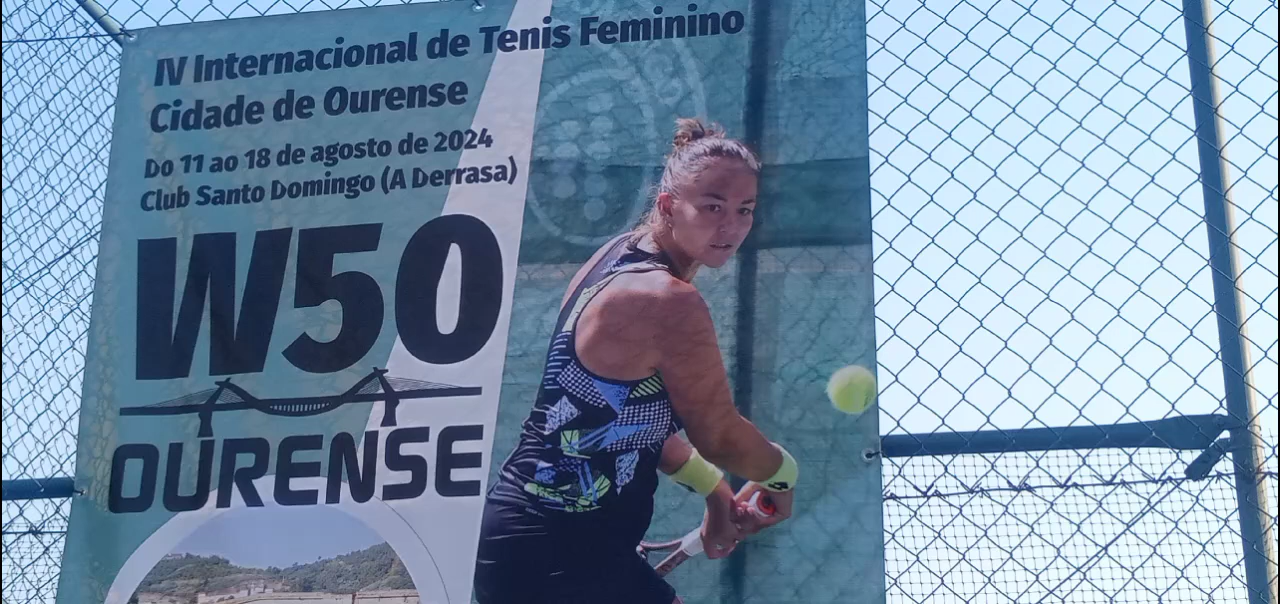 IV Internacional de Tenis Feminino
Cidade de Ourense
Do 11 ao 18 de agosto de 2024
Club Santo Domingo (A Derrasa)
W50
OURENSE